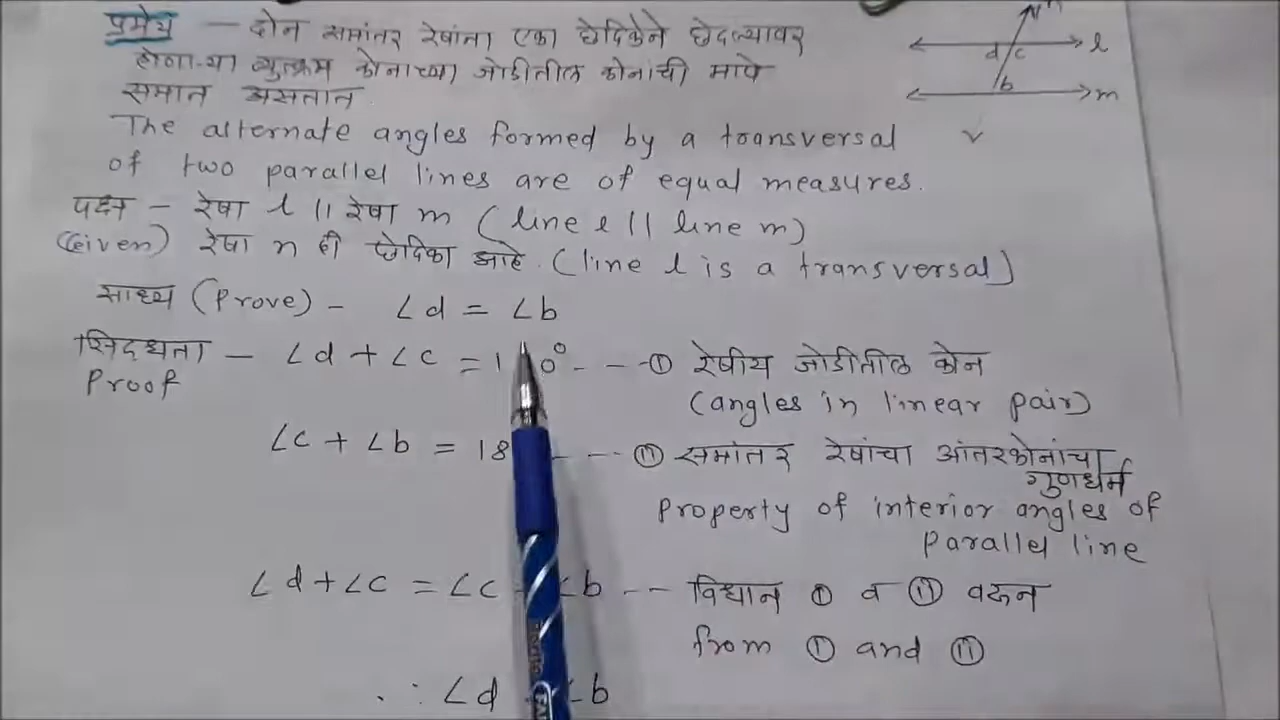 प्रमेय — दोन समांतर रेषांना एका छेदिकेने छेदल्यावर
होणा-या व्युत्क्रम कोनाच्या जोडीतील कोनांची मापे
समान असतात
The alternate angles formed by a transversal
of two parallel lines are of equal measures.
पक्ष - रेषा l || रेषा m (line l || line m)
(Given) रेषा n ही छेदिका आहे. (line l is a transversal)
साध्य (Prove) - ∠d = ∠b
सिद्धता — ∠d + ∠c = 1 0° - - - ① रेषीय जोडीतील कोन
Proof (angles in linear pair)
∠c + ∠b = 18 - - - ⑪ समांतर रेषांचा आंतरकोनांचा
गुणधर्म
Property of interior angles of
Parallel line
∠d + ∠c = ∠c ∠b - - विधान ① व ⑪ वरून
from ① and ⑪
∴ ∠d ∠b
n
l
d c
b
m